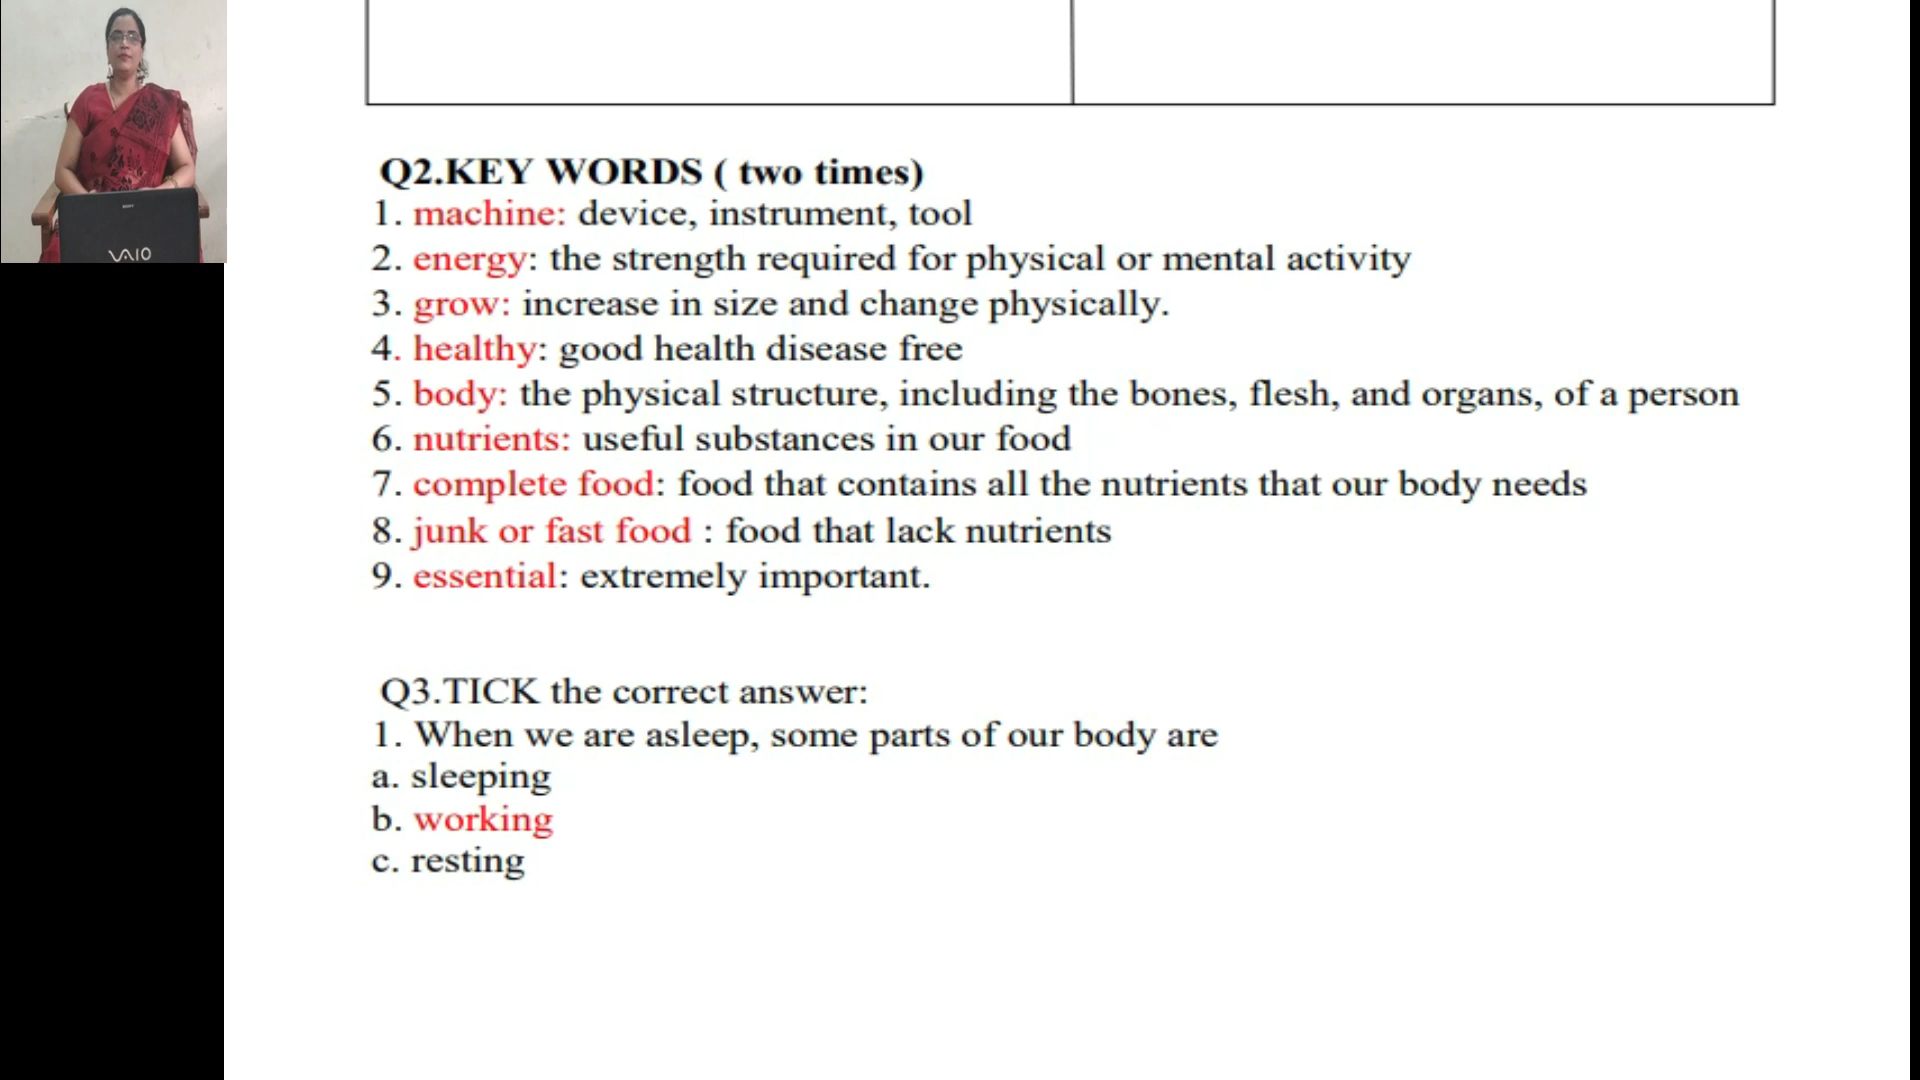 SONY
VAIO
Q2.KEY WORDS ( two times)
1. machine: device, instrument, tool
2. energy: the strength required for physical or mental activity
3. grow: increase in size and change physically.
4. healthy: good health disease free
5. body: the physical structure, including the bones, flesh, and organs, of a person
6. nutrients: useful substances in our food
7. complete food: food that contains all the nutrients that our body needs
8. junk or fast food : food that lack nutrients
9. essential: extremely important.
Q3.TICK the correct answer:
1. When we are asleep, some parts of our body are
a. sleeping
b. working
c. resting